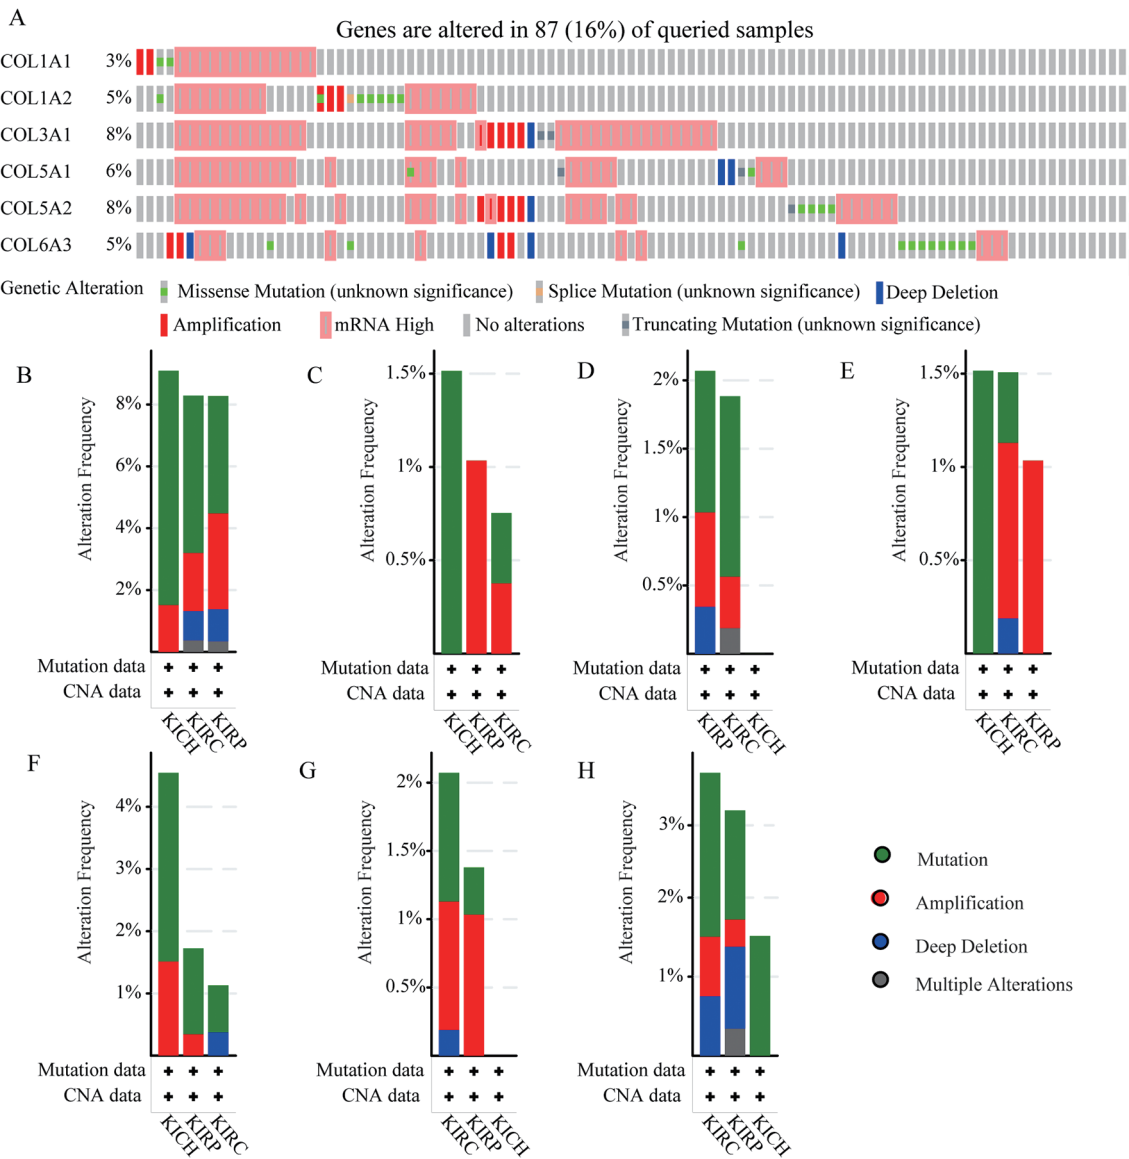 A
Genes are altered in 87 (16%) of queried samples
COL1A1 3%
COL1A2 5%
COL3A1 8%
COL5A1 6%
COL5A2 8%
COL6A3 5%
Genetic Alteration Missense Mutation (unknown significance) Splice Mutation (unknown significance) Deep Deletion
Amplification mRNA High No alterations Truncating Mutation (unknown significance)
B
Alteration Frequency
8%
6%
4%
2%
Mutation data + + +
CNA data + + +
KICH KIRC KIRP
C
Alteration Frequency
1.5%
1%
0.5%
Mutation data + + +
CNA data + + +
KICH KIRP KIRC
D
Alteration Frequency
2%
1.5%
1%
0.5%
Mutation data + + +
CNA data + + +
KIRP KIRC KICH
E
Alteration Frequency
1.5%
1%
0.5%
Mutation data + + +
CNA data + + +
KICH KIRC KIRP
F
Alteration Frequency
4%
3%
2%
1%
Mutation data + + +
CNA data + + +
KICH KIRP KIRC
G
Alteration Frequency
2%
1.5%
1%
0.5%
Mutation data + + +
CNA data + + +
KIRC KIRP KICH
H
Alteration Frequency
3%
2%
1%
Mutation data + + +
CNA data + + +
KIRC KIRP KICH
Mutation
Amplification
Deep Deletion
Multiple Alterations